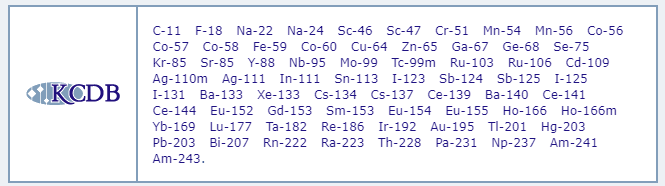 KCDB
C-11 F-18 Na-22 Na-24 Sc-46 Sc-47 Cr-51 Mn-54 Mn-56 Co-56
Co-57 Co-58 Fe-59 Co-60 Cu-64 Zn-65 Ga-67 Ge-68 Se-75
Kr-85 Sr-85 Y-88 Nb-95 Mo-99 Tc-99m Ru-103 Ru-106 Cd-109
Ag-110m Ag-111 In-111 Sn-113 I-123 Sb-124 Sb-125 I-125
I-131 Ba-133 Xe-133 Cs-134 Cs-137 Ce-139 Ba-140 Ce-141
Ce-144 Eu-152 Gd-153 Sm-153 Eu-154 Eu-155 Ho-166 Ho-166m
Yb-169 Lu-177 Ta-182 Re-186 Ir-192 Au-195 Tl-201 Hg-203
Pb-203 Bi-207 Rn-222 Ra-223 Th-228 Pa-231 Np-237 Am-241
Am-243.